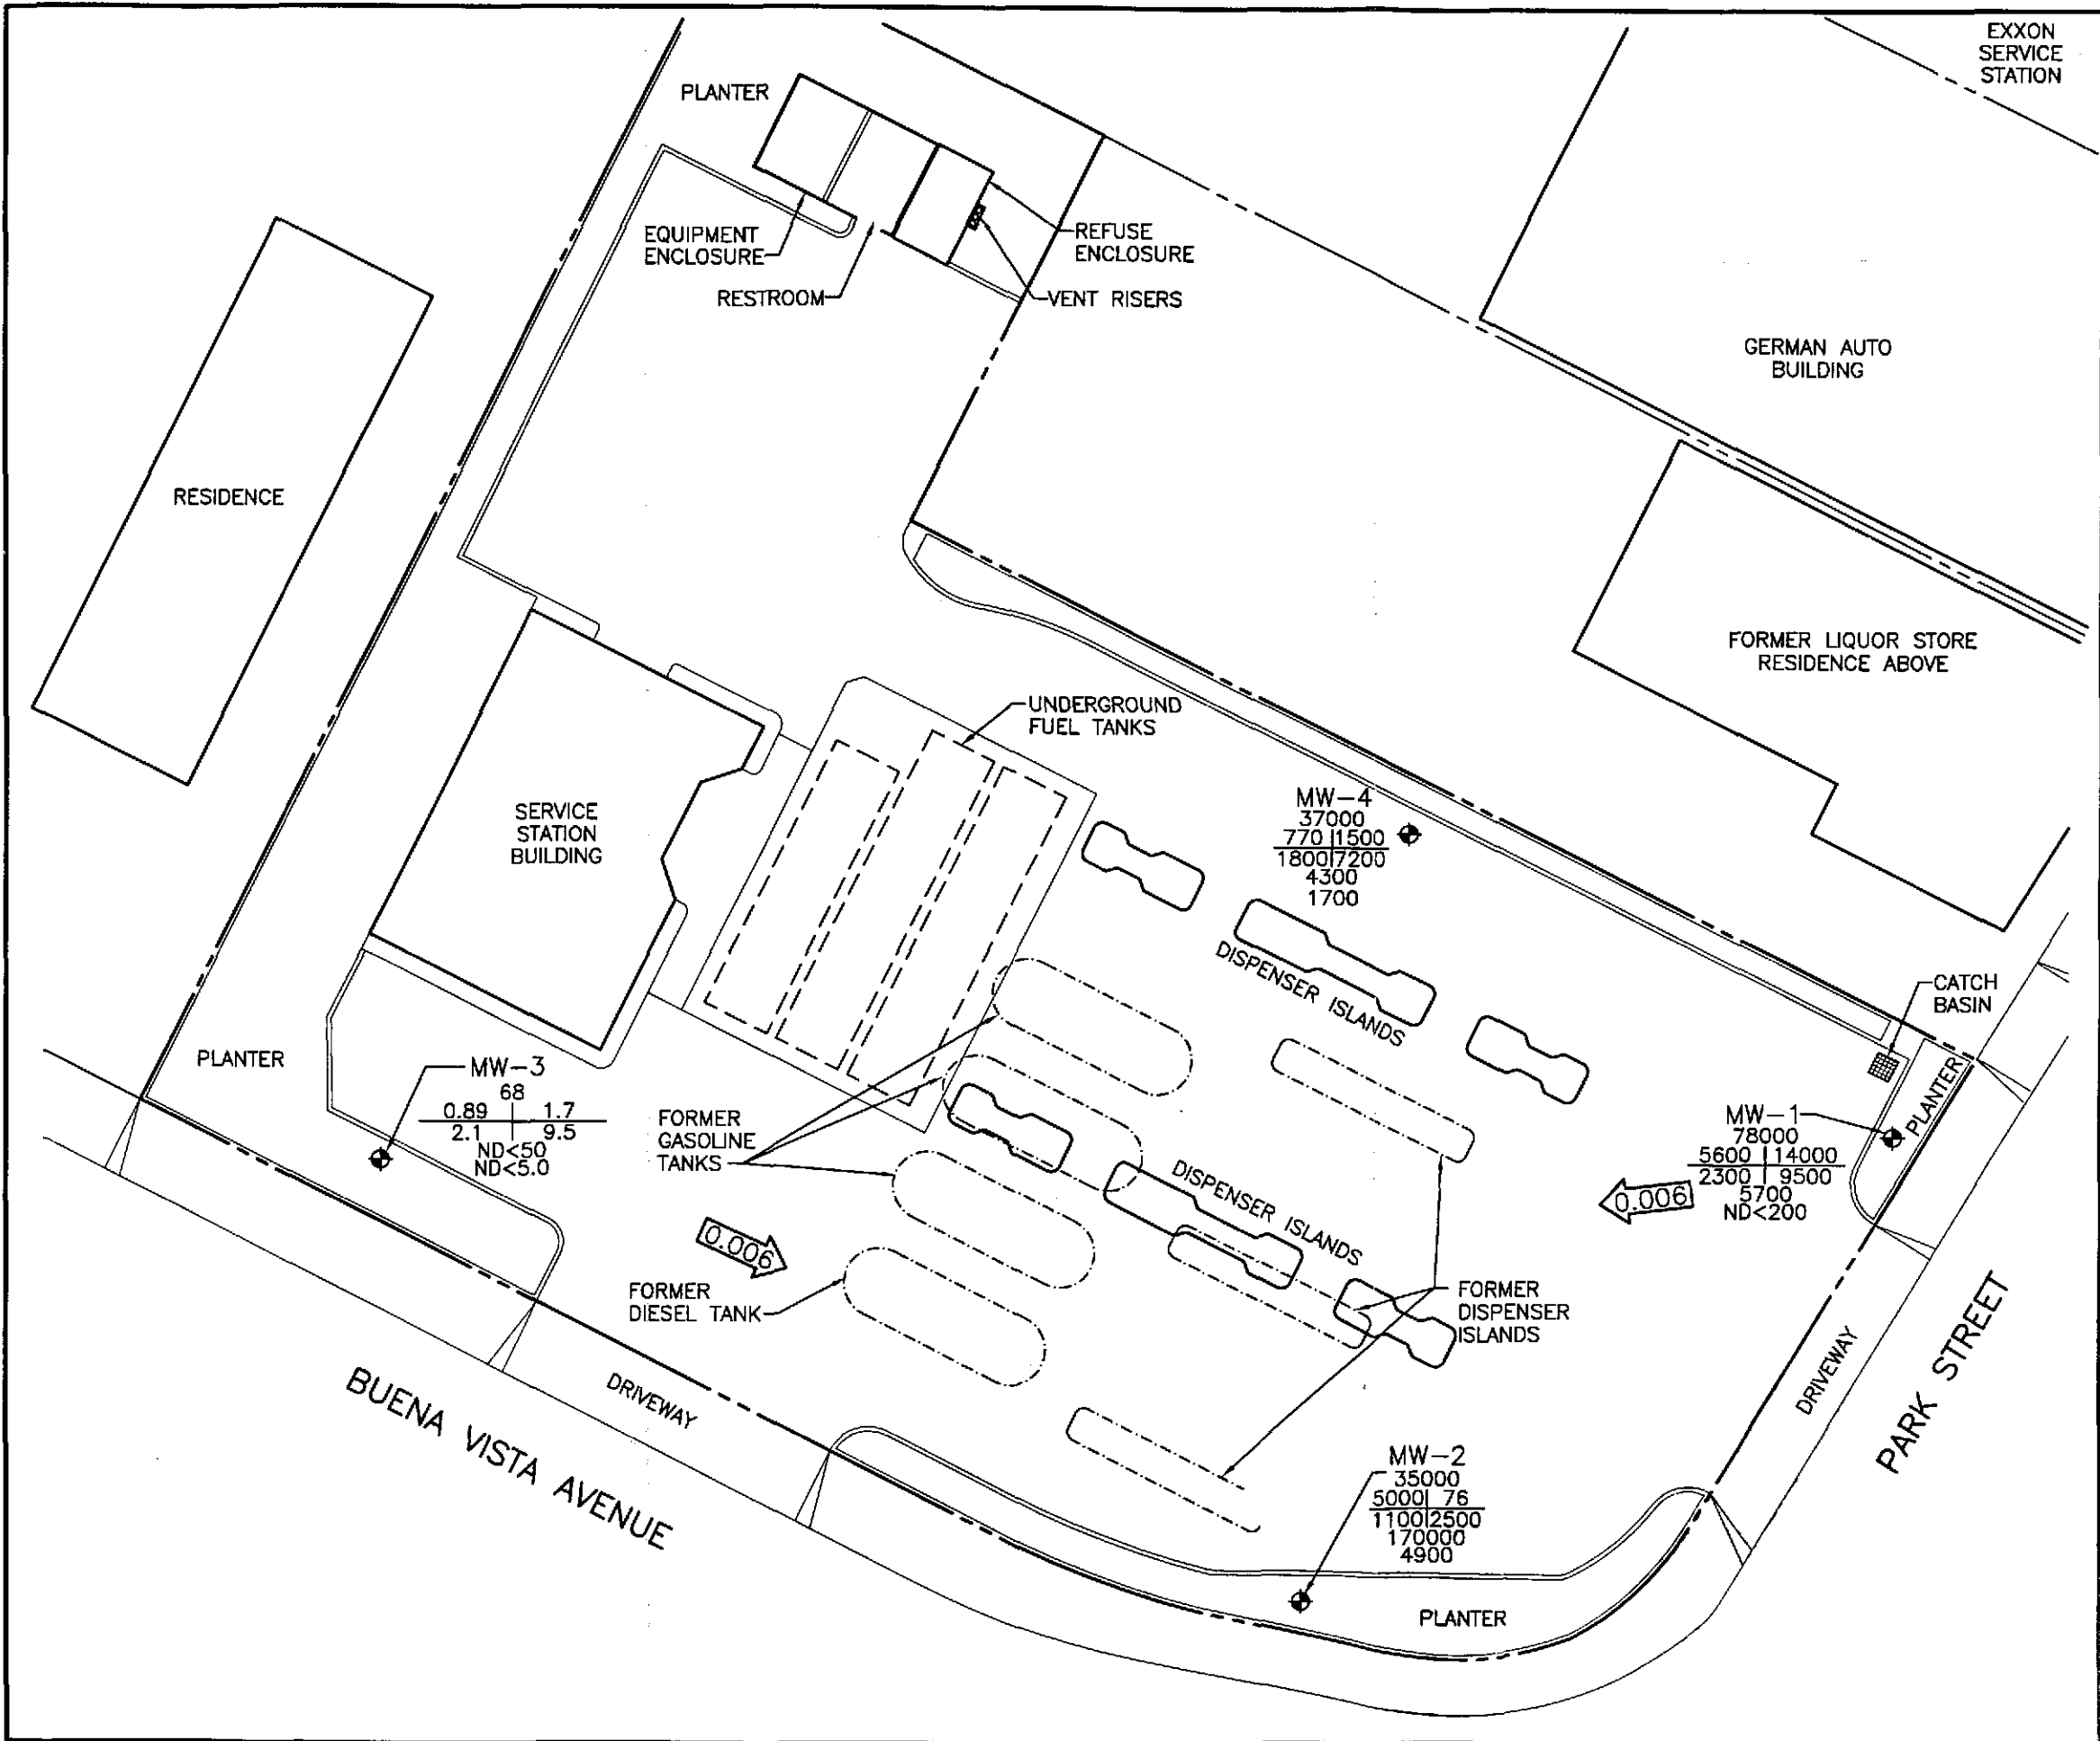 EXXON
SERVICE
STATION
PLANTER
EQUIPMENT
ENCLOSURE
RESTROOM
REFUSE
ENCLOSURE
VENT RISERS
GERMAN AUTO
BUILDING
RESIDENCE
FORMER LIQUOR STORE
RESIDENCE ABOVE
UNDERGROUND
FUEL TANKS
SERVICE
STATION
BUILDING
MW-4
37000
770 | 1500
1800 | 7200
4300
1700
DISPENSER ISLANDS
CATCH
BASIN
PLANTER
PLANTER
MW-3
68
0.89 | 1.7
2.1 | 9.5
ND<50
ND<5.0
FORMER
GASOLINE
TANKS
DISPENSER ISLANDS
MW-1
78000
5600 | 14000
2300 | 9500
5700
ND<200
0.006
0.006
FORMER
DIESEL TANK
FORMER
DISPENSER
ISLANDS
DRIVEWAY
DRIVEWAY
PARK STREET
BUENA VISTA AVENUE
MW-2
35000
5000 | 76
1100 | 2500
170000
4900
PLANTER